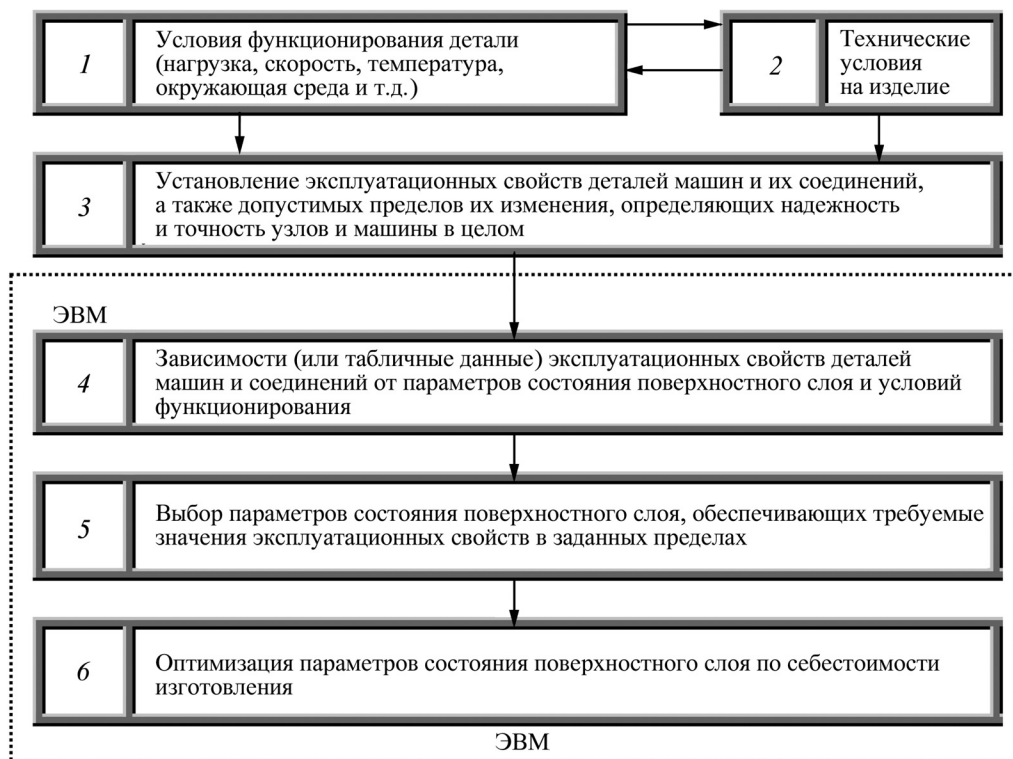 1
Условия функционирования детали
(нагрузка, скорость, температура,
окружающая среда и т.д.)
2
Технические
условия
на изделие
3
Установление эксплуатационных свойств деталей машин и их соединений,
а также допустимых пределов их изменения, определяющих надежность
и точность узлов и машины в целом
ЭВМ
4
Зависимости (или табличные данные) эксплуатационных свойств деталей
машин и соединений от параметров состояния поверхностного слоя и условий
функционирования
5
Выбор параметров состояния поверхностного слоя, обеспечивающих требуемые
значения эксплуатационных свойств в заданных пределах
6
Оптимизация параметров состояния поверхностного слоя по себестоимости
изготовления
ЭВМ